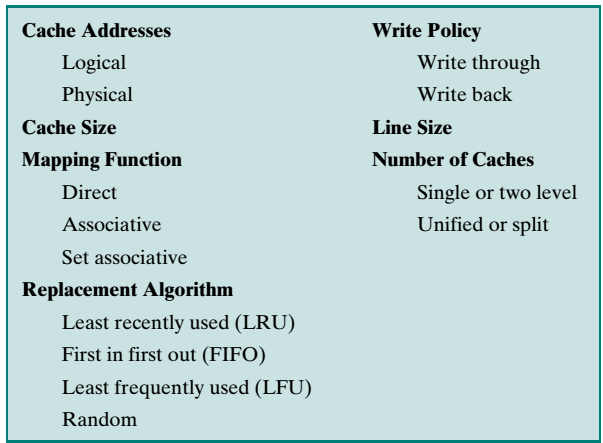 Cache Addresses
Logical
Physical
Cache Size
Mapping Function
Direct
Associative
Set associative
Replacement Algorithm
Least recently used (LRU)
First in first out (FIFO)
Least frequently used (LFU)
Random
Write Policy
Write through
Write back
Line Size
Number of Caches
Single or two level
Unified or split